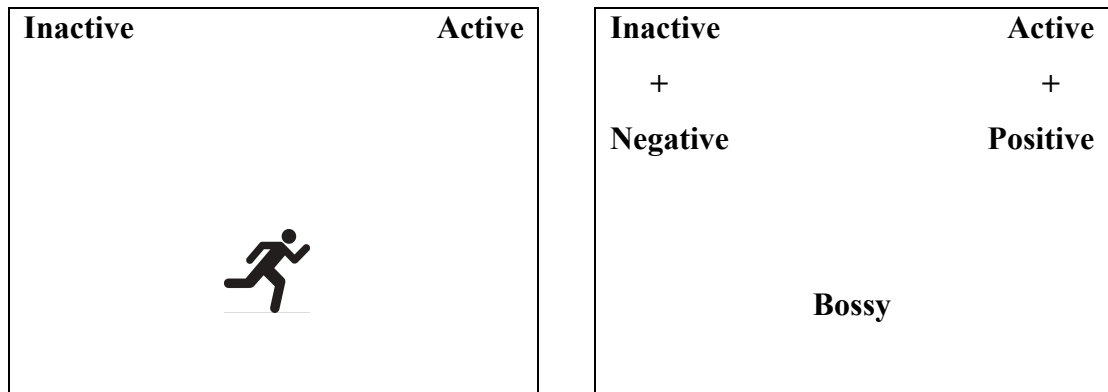 Inactive Active
Inactive Active
+ +
Negative Positive
Bossy